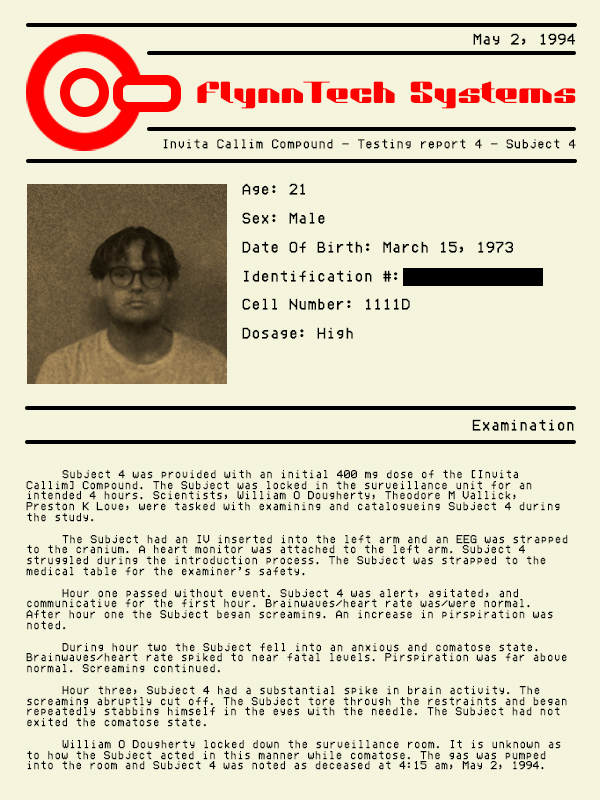 May 2, 1994
FlynnTech Systems
Invita Callim Compound - Testing report 4 - Subject 4
Age: 21
Sex: Male
Date Of Birth: March 15, 1973
Identification #:
Cell Number: 1111D
Dosage: High
Examination
Subject 4 was provided with an initial 400 mg dose of the [Invita
Callim] Compound. The Subject was locked in the surveillance unit for an
intended 4 hours. Scientists, William O Dougherty, Theodore M Vallick,
Preston K Love, were tasked with examining and catalogueing Subject 4 during
the study.
The Subject had an IV inserted into the left arm and an EEG was strapped
to the cranium. A heart monitor was attached to the left arm. Subject 4
struggled during the introduction process. The Subject was strapped to the
medical table for the examiner's safety.
Hour one passed without event. Subject 4 was alert, agitated, and
communicative for the first hour. Brainwaves/heart rate was/were normal.
After hour one the Subject began screaming. An increase in pirspiration was
noted.
During hour two the Subject fell into an anxious and comatose state.
Brainwaves/heart rate spiked to near fatal levels. Pirspiration was far above
normal. Screaming continued.
Hour three, Subject 4 had a substantial spike in brain activity. The
screaming abruptly cut off. The Subject tore through the restraints and began
repeatedly stabbing himself in the eyes with the needle. The Subject had not
exited the comatose state.
William O Dougherty locked down the surveillance room. It is unknown as
to how the Subject acted in this manner while comatose. The gas was pumped
into the room and Subject 4 was noted as deceased at 4:15 am, May 2, 1994.